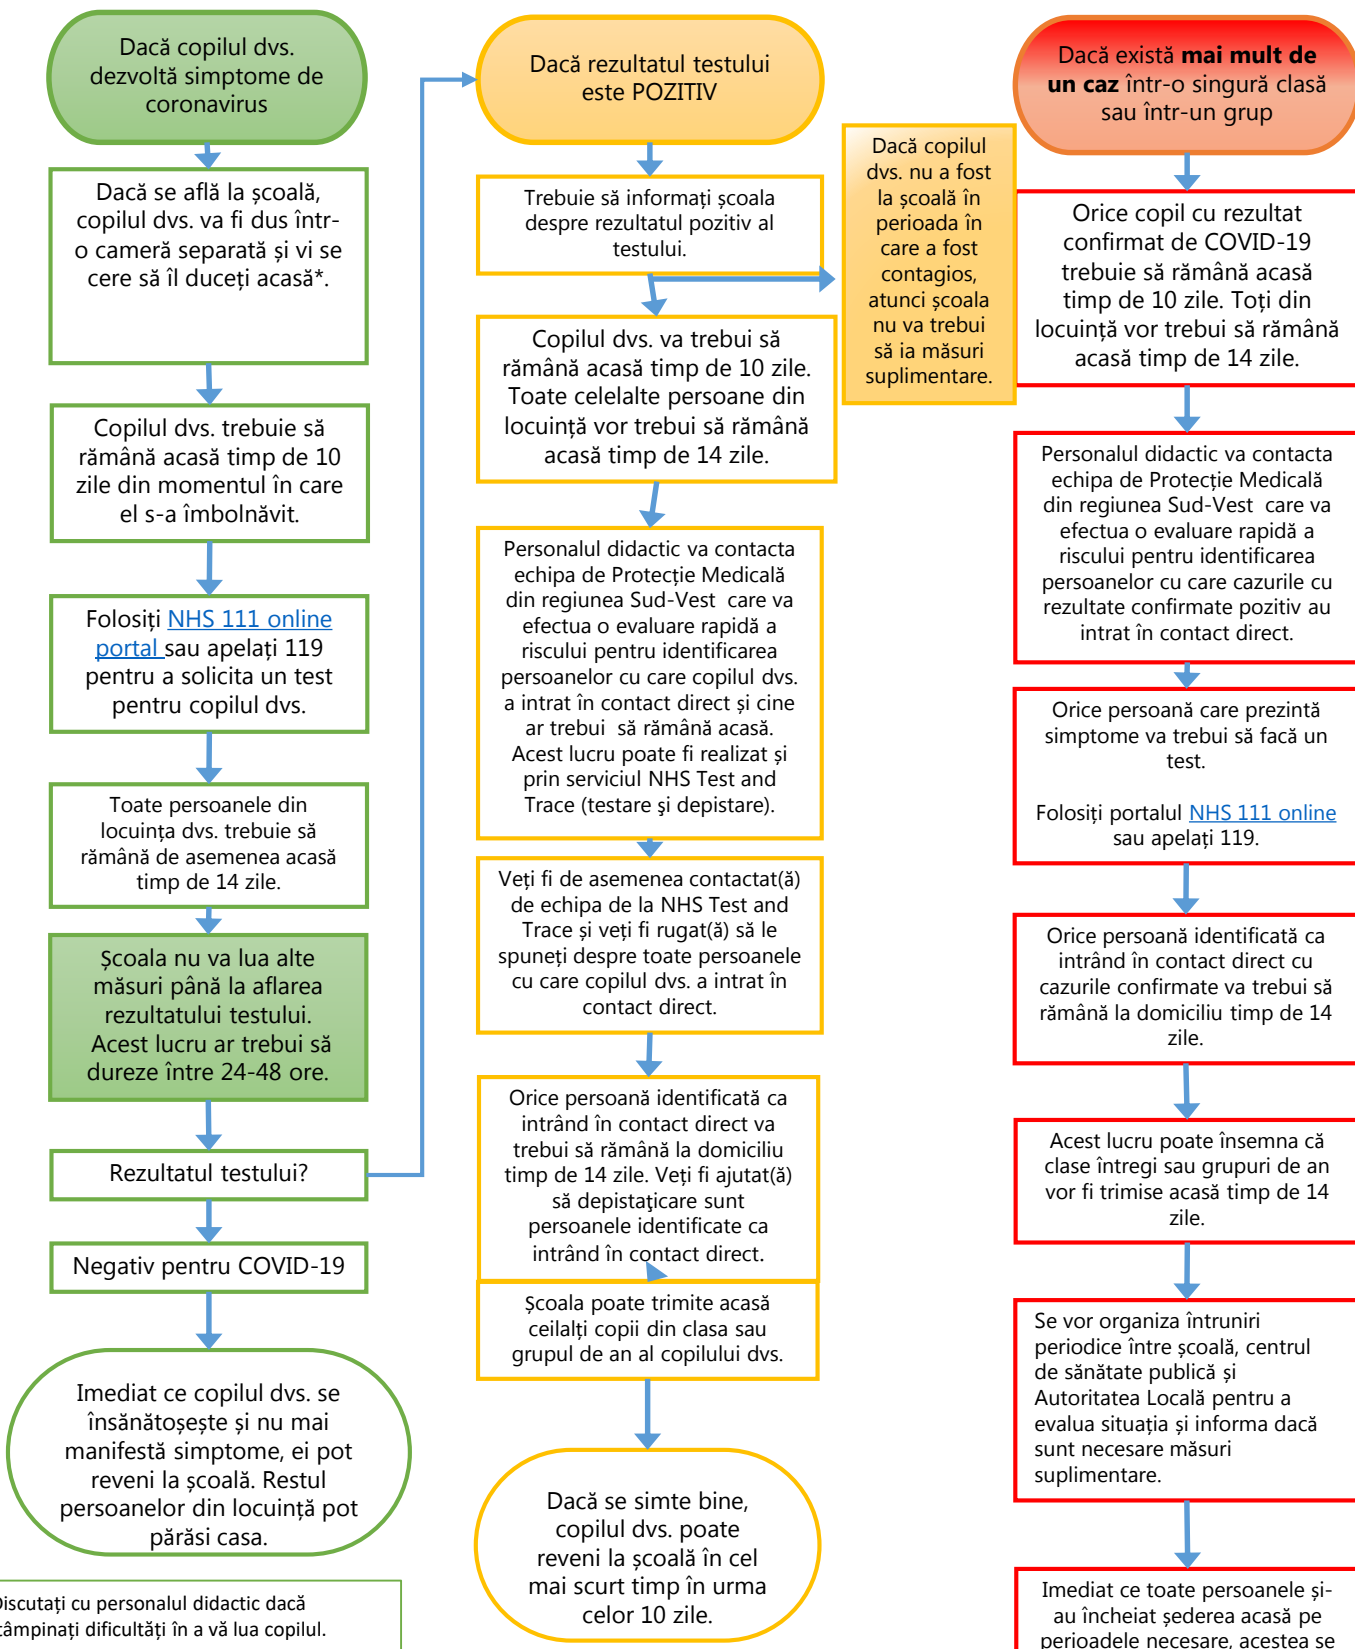 Dacă copilul dvs.
dezvoltă simptome de
coronavirus
Dacă se află la școală,
copilul dvs. va fi dus într-
o cameră separată și vi se
cere să îl duceți acasă*.
Copilul dvs. trebuie să
rămână acasă timp de 10
zile din momentul în care
el s-a îmbolnăvit.
Folosiți NHS 111 online
portal sau apelați 119
pentru a solicita un test
pentru copilul dvs.
Toate persoanele din
locuința dvs. trebuie să
rămână de asemenea acasă
timp de 14 zile.
Școala nu va lua alte
măsuri până la aflarea
rezultatului testului.
Acest lucru ar trebui să
dureze între 24-48 ore.
Rezultatul testului?
Negativ pentru COVID-19
Imediat ce copilul dvs. se
însănătoșește și nu mai
manifestă simptome, ei pot
reveni la școală. Restul
persoanelor din locuință pot
părăsi casa.
Discutați cu personalul didactic dacă
tâmpinați dificultăți în a vă lua copilul.
Dacă rezultatul testului
este POZITIV
Trebuie să informați școala
despre rezultatul pozitiv al
testului.
Dacă copilul
dvs. nu a fost
la școală în
perioada în
care a fost
contagios,
atunci școala
nu va trebui
să ia măsuri
suplimentare.
Copilul dvs. va trebui să
rămână acasă timp de 10 zile.
Toate celelalte persoane din
locuință vor trebui să rămână
acasă timp de 14 zile.
Personalul didactic va contacta
echipa de Protecție Medicală
din regiunea Sud-Vest care va
efectua o evaluare rapidă a
riscului pentru identificarea
persoanelor cu care copilul dvs.
a intrat în contact direct și cine
ar trebui să rămână acasă.
Acest lucru poate fi realizat și
prin serviciul NHS Test and
Trace (testare şi depistare).
Veți fi de asemenea contactat(ă)
de echipa de la NHS Test and
Trace și veți fi rugat(ă) să le
spuneți despre toate persoanele
cu care copilul dvs. a intrat în
contact direct.
Orice persoană identificată ca
intrând în contact direct va
trebui să rămână la domiciliu
timp de 14 zile. Veți fi ajutat(ă)
să depistaţicare sunt
persoanele identificate ca
intrând în contact direct.
Școala poate trimite acasă
ceilalți copii din clasa sau
grupul de an al copilului dvs.
Dacă se simte bine,
copilul dvs. poate
reveni la școală în cel
mai scurt timp în urma
celor 10 zile.
Dacă există mai mult de
un caz într-o singură clasă
sau într-un grup
Orice copil cu rezultat
confirmat de COVID-19
trebuie să rămână acasă
timp de 10 zile. Toți din
locuință vor trebui să rămână
acasă timp de 14 zile.
Personalul didactic va contacta
echipa de Protecție Medicală
din regiunea Sud-Vest care va
efectua o evaluare rapidă a
riscului pentru identificarea
persoanelor cu care cazurile cu
rezultate confirmate pozitiv au
intrat în contact direct.
Orice persoană care prezintă
simptome va trebui să facă un
test.
Folosiți portalul NHS 111 online
sau apelați 119.
Orice persoană identificată ca
intrând în contact direct cu
cazurile confirmate va trebui să
rămână la domiciliu timp de 14
zile.
Acest lucru poate însemna că
clase întregi sau grupuri de an
vor fi trimise acasă timp de 14
zile.
Se vor organiza întruniri
periodice între școală, centrul
de sănătate publică și
Autoritatea Locală pentru a
evalua situația și informa dacă
sunt necesare măsuri
suplimentare.
Imediat ce toate persoanele și-
au încheiat șederea acasă pe
perioadele necesare, acestea se